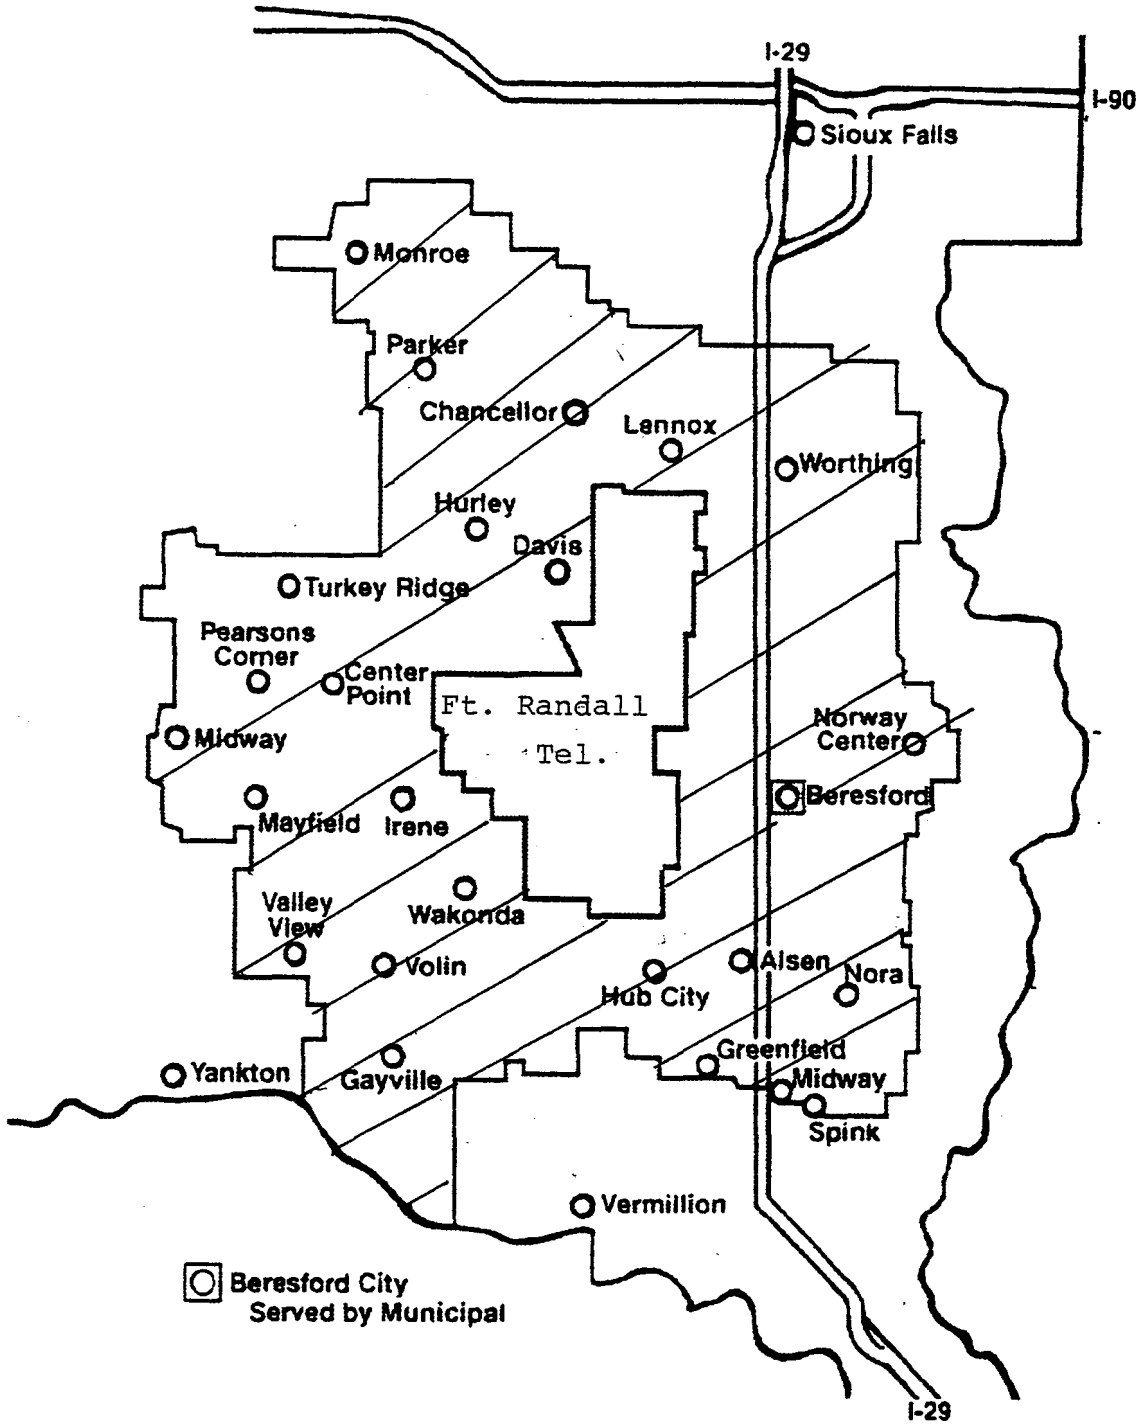 I-29
I-90
Sioux Falls
Monroe
Parker
Chancellor
Lennox
Worthing
Hurley
Davis
Turkey Ridge
Pearsons
Corner
Center
Point
Ft. Randall
Tel.
Norway
Center
Midway
Beresford
Mayfield
Irene
Valley
View
Wakonda
Volin
Alsen
Nora
Hub City
Greenfield
Yankton
Gayville
Midway
Spink
Vermillion
Beresford City
Served by Municipal
I-29